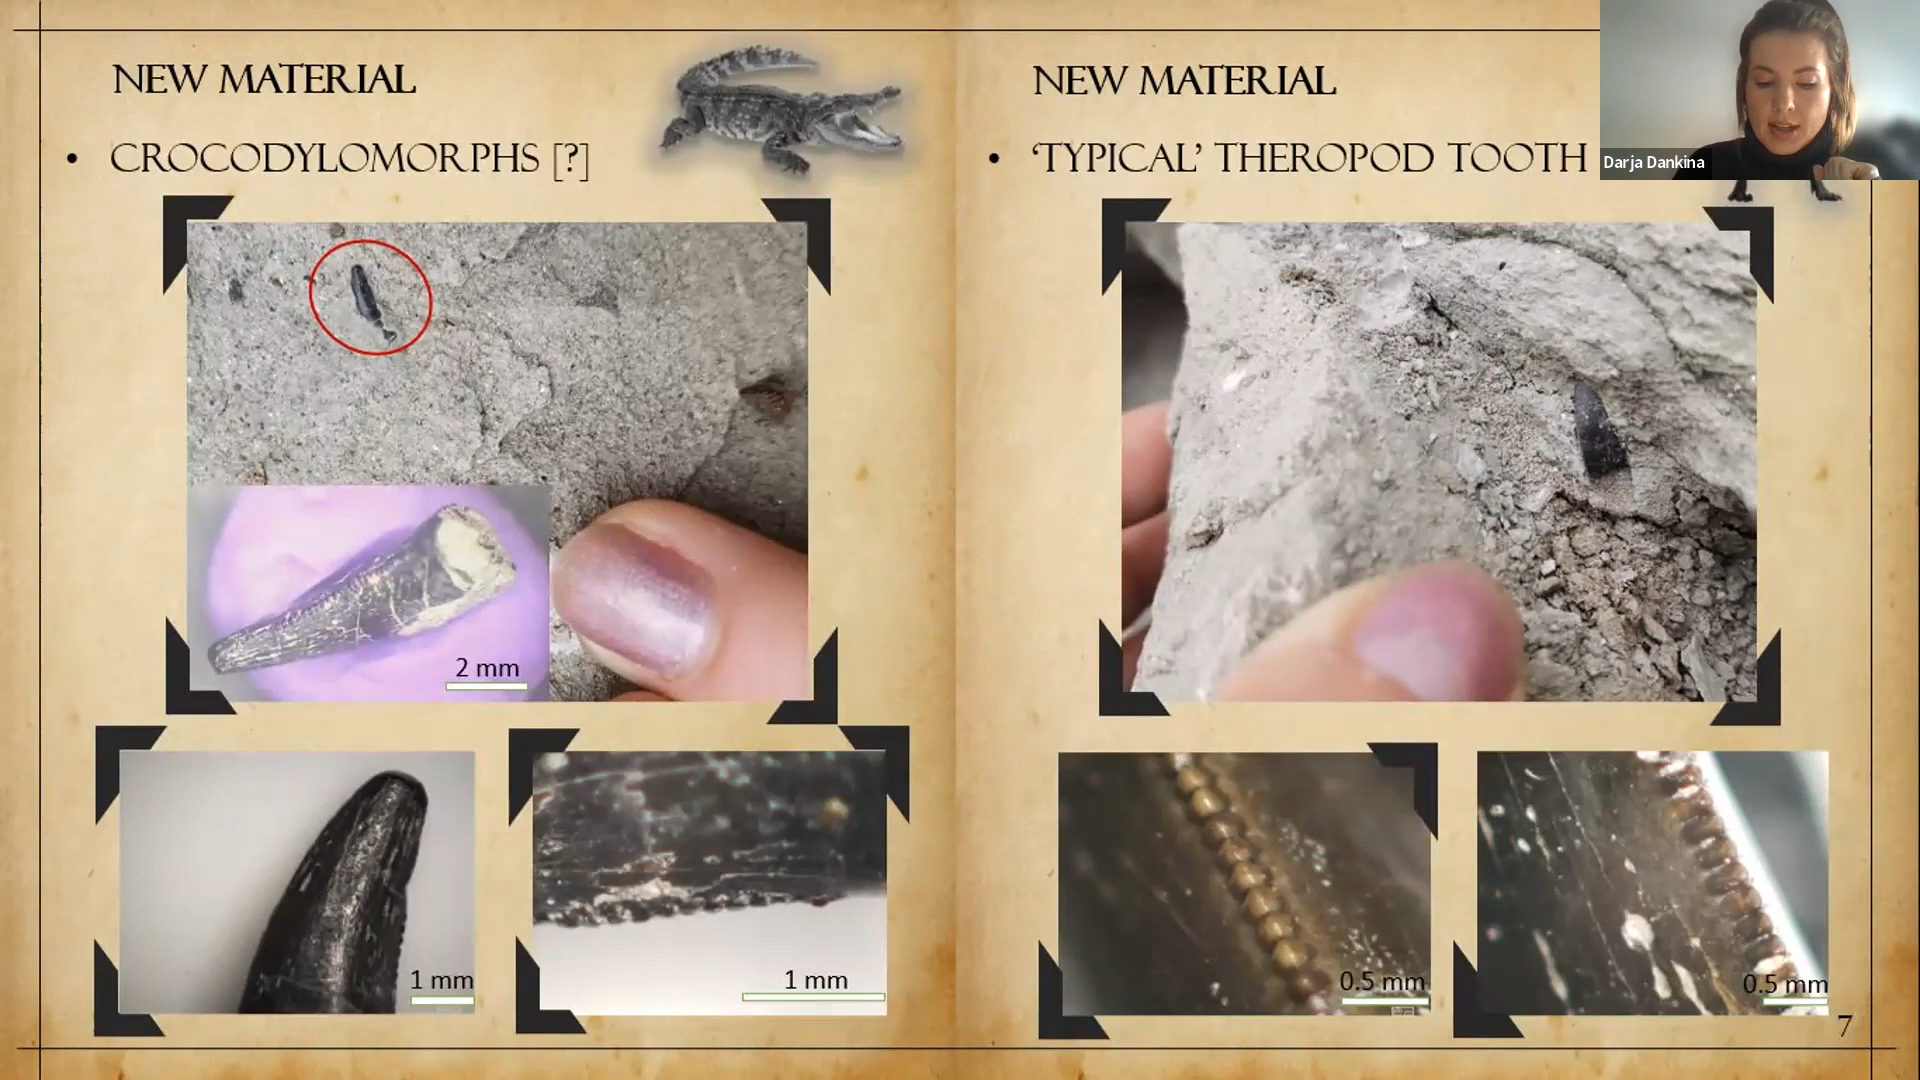 NEW MATERIAL
• CROCODYLOMORPHS [?]
2 mm
1 mm
1 mm
NEW MATERIAL
• ‘TYPICAL’ THEROPOD TOOTH
Darja Dankina
0.5 mm
0.5 mm
7